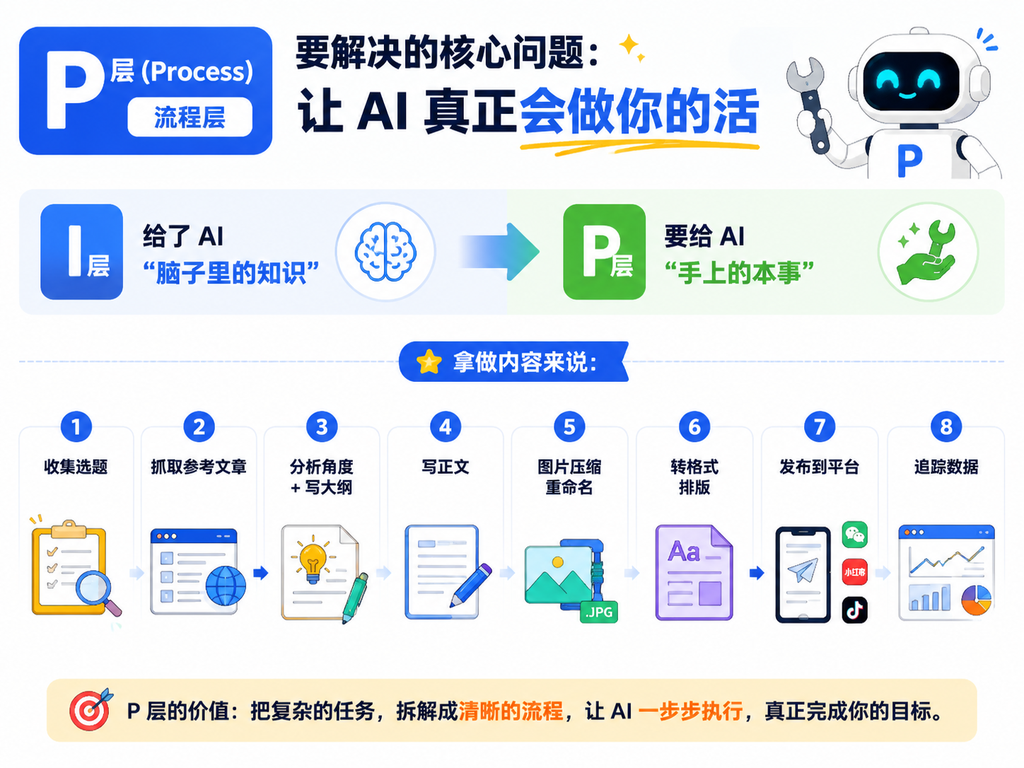 P层 (Process)
流程层
要解决的核心问题：
让 AI 真正会做你的活
P
I层
给了 AI
“脑子里的知识”
P层
要给 AI
“手上的本事”
拿做内容来说：
1
收集选题
2
抓取参考文章
3
分析角度
+ 写大纲
4
写正文
5
图片压缩
重命名
.JPG
6
转格式
排版
Aa
7
发布到平台
小红书
8
追踪数据
P 层的价值：把复杂的任务，拆解成清晰的流程，让 AI 一步步执行，真正完成你的目标。